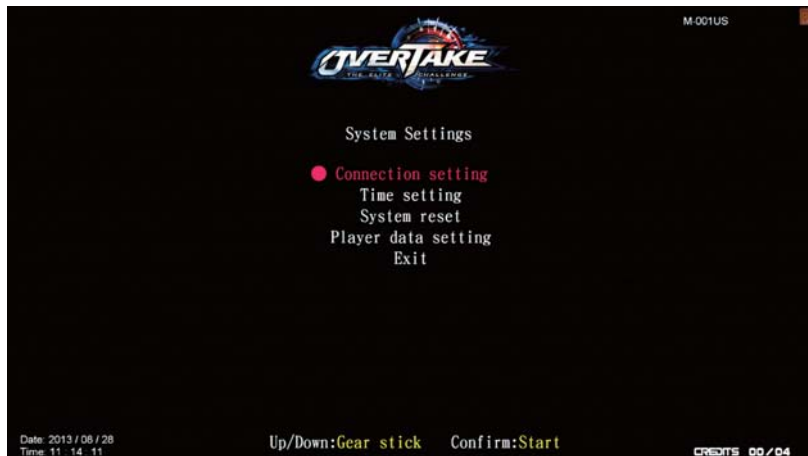 M-001US
OVERTAKE
THE ELITE CHALLENGE
System Settings
Connection setting
Time setting
System reset
Player data setting
Exit
Date: 2013 / 08 / 28
Time: 11 : 14 : 11
Up/Down:Gear stick Confirm:Start
CREDITS 00/04